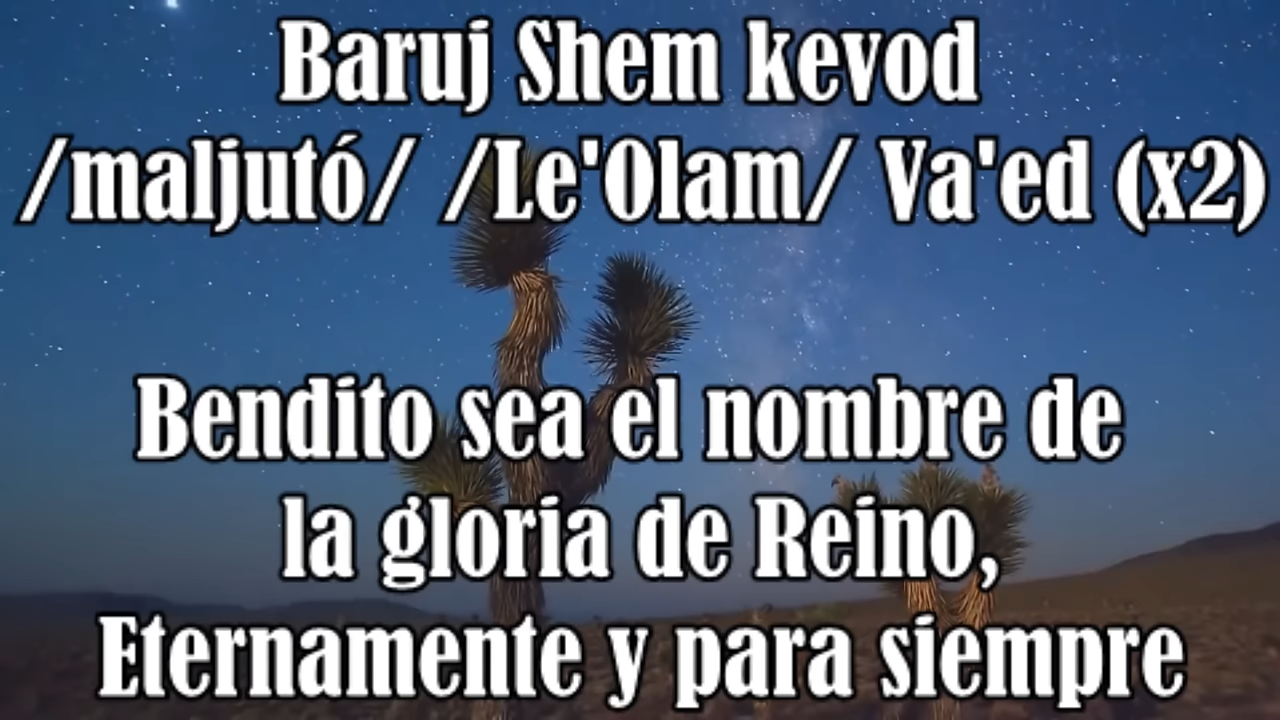 Baruj Shem kevod
/maljutó/ /Le'Olam/ Va'ed (x2)
Bendito sea el nombre de
la gloria de Reino,
Eternamente y para siempre